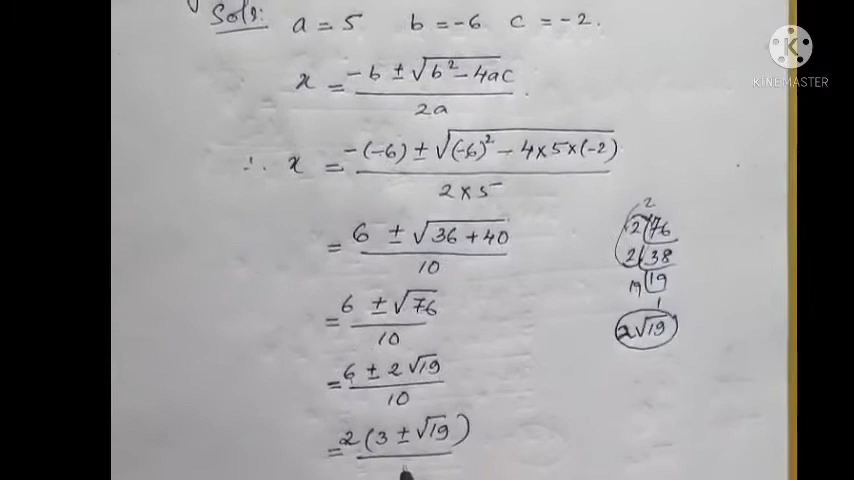 Sols: a = 5 b = -6 c = -2.
x = -b ± √b² - 4ac / 2a.
∴ x = -(-6) ± √(-6)² - 4×5×(-2) / 2×5
= 6 ± √36 + 40 / 10
= 6 ± √76 / 10
= 6 ± 2√19 / 10
= 2(3 ± √19)
2
2 76
2 38
19 19
1
2√19
K
KINEMASTER